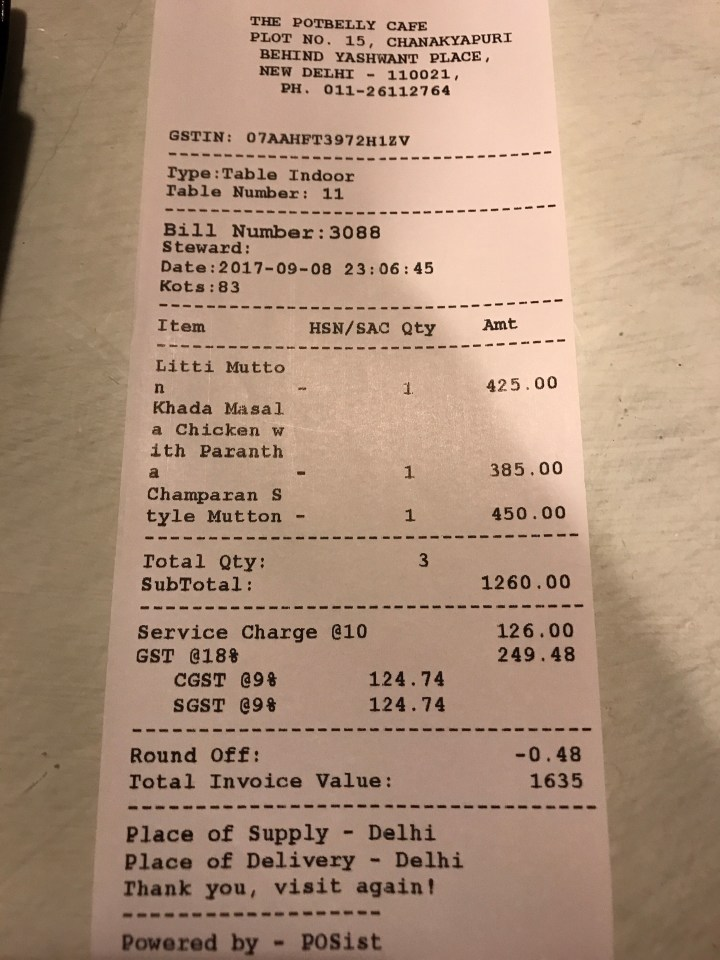 THE POTBELLY CAFE
PLOT NO. 15, CHANAKYAPURI
BEHIND YASHWANT PLACE,
NEW DELHI - 110021,
PH. 011-26112764
GSTIN: 07AAHFT3972H1ZV
Type:Table Indoor
Table Number: 11
Bill Number:3088
Steward:
Date:2017-09-08 23:06:45
Kots:83
Item HSN/SAC Qty Amt
Litti Mutto
n - 1 425.00
Khada Masal
a Chicken w
ith Paranth
a - 1 385.00
Champaran S
tyle Mutton - 1 450.00
Total Qty: 3
SubTotal: 1260.00
Service Charge @10 126.00
GST @18% 249.48
CGST @9% 124.74
SGST @9% 124.74
Round Off: -0.48
Total Invoice Value: 1635
Place of Supply - Delhi
Place of Delivery - Delhi
Thank you, visit again!
Powered by - POSist